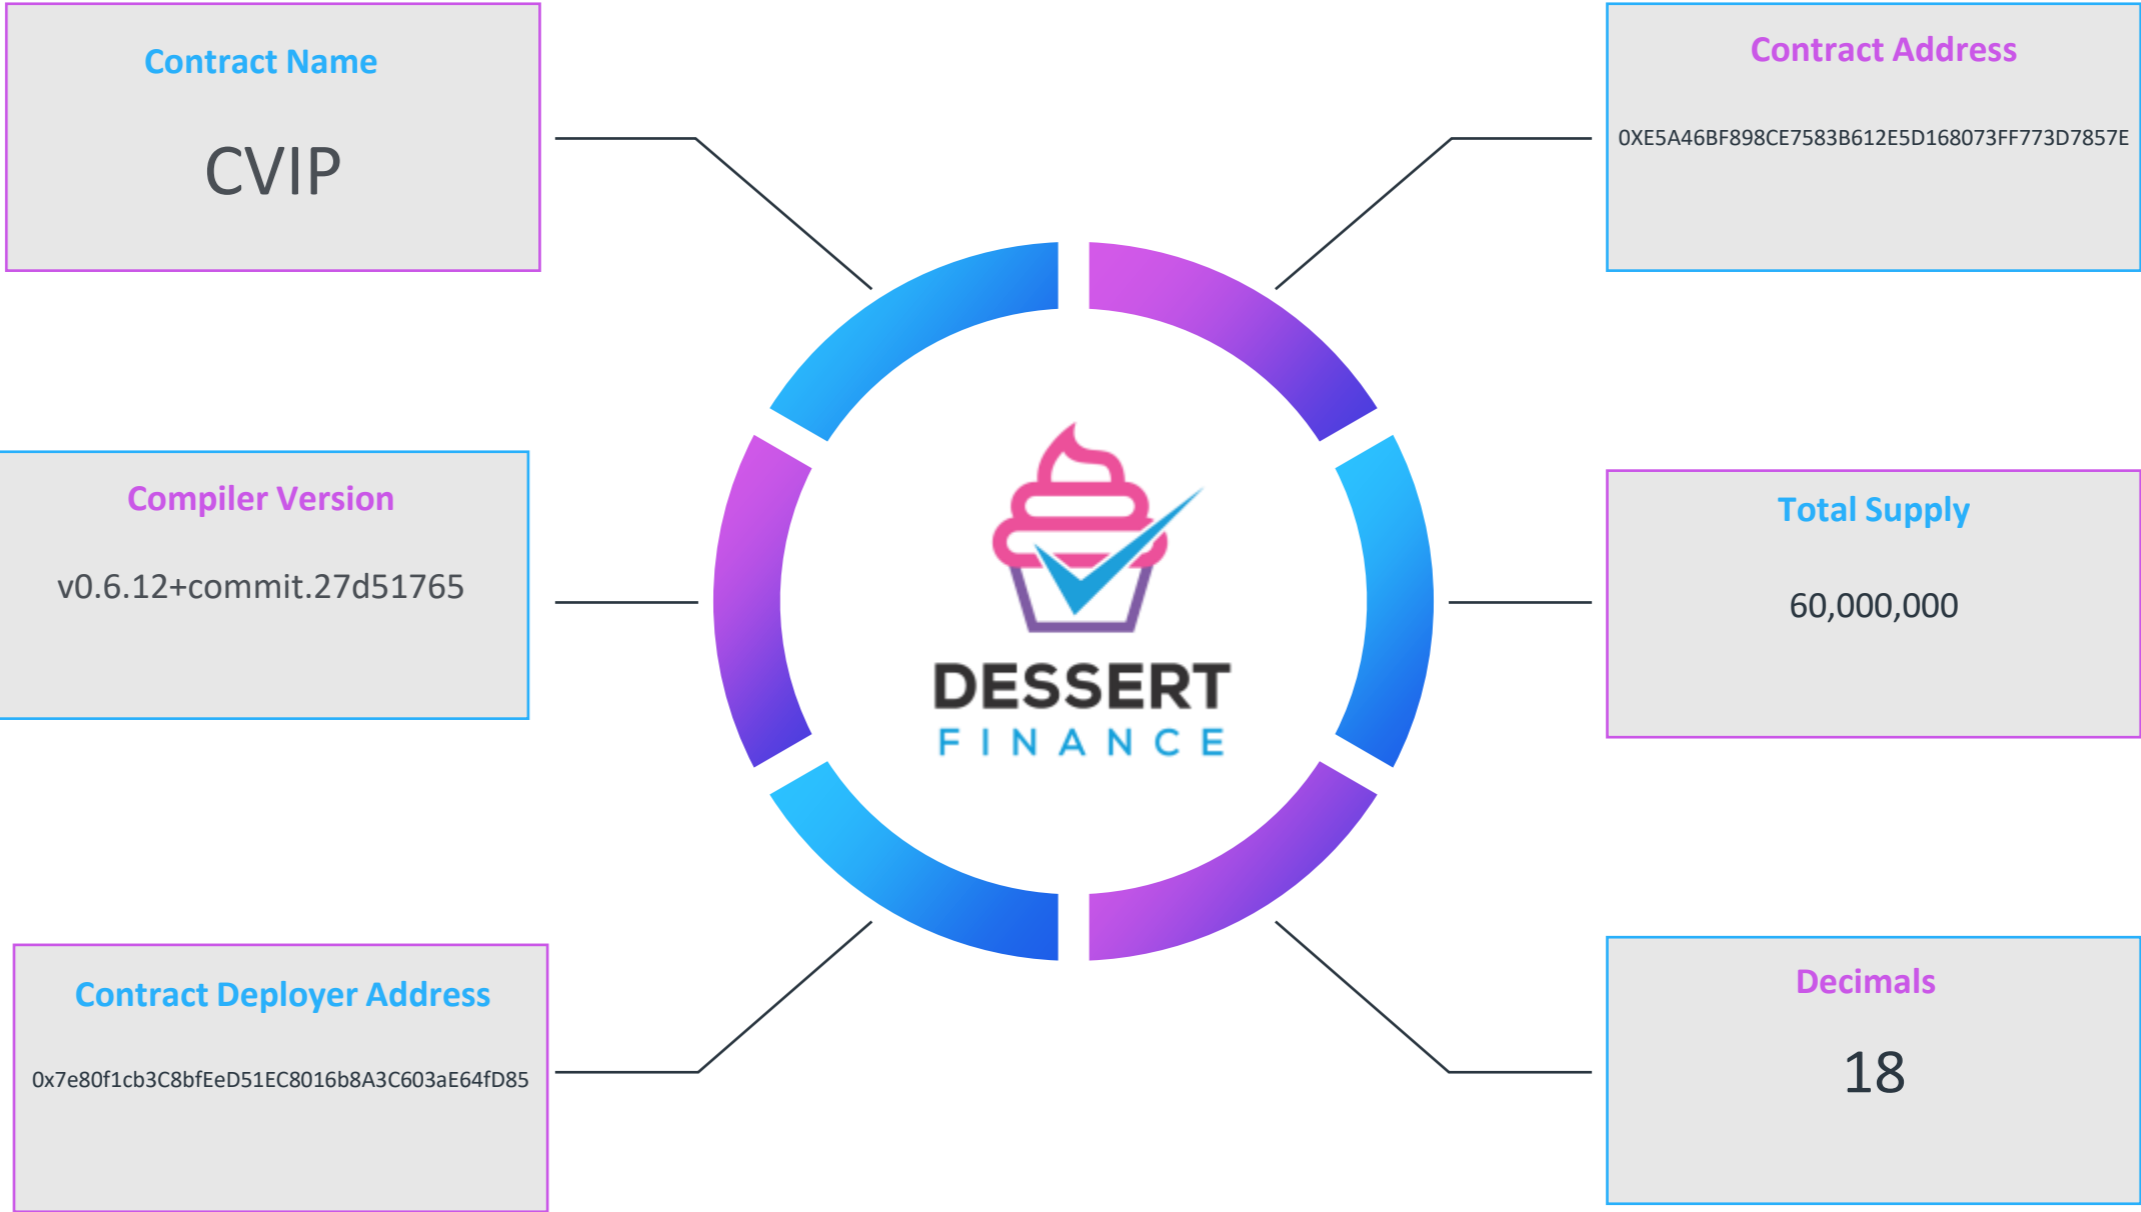 Contract Name
CVIP
Contract Address
0XE5A46BF898CE7583B612E5D168073FF773D7857E
Compiler Version
v0.6.12+commit.27d51765
DESSERT
FINANCE
Total Supply
60,000,000
Contract Deployer Address
0x7e80f1cb3C8bfEeD51EC8016b8A3C603aE64fD85
Decimals
18